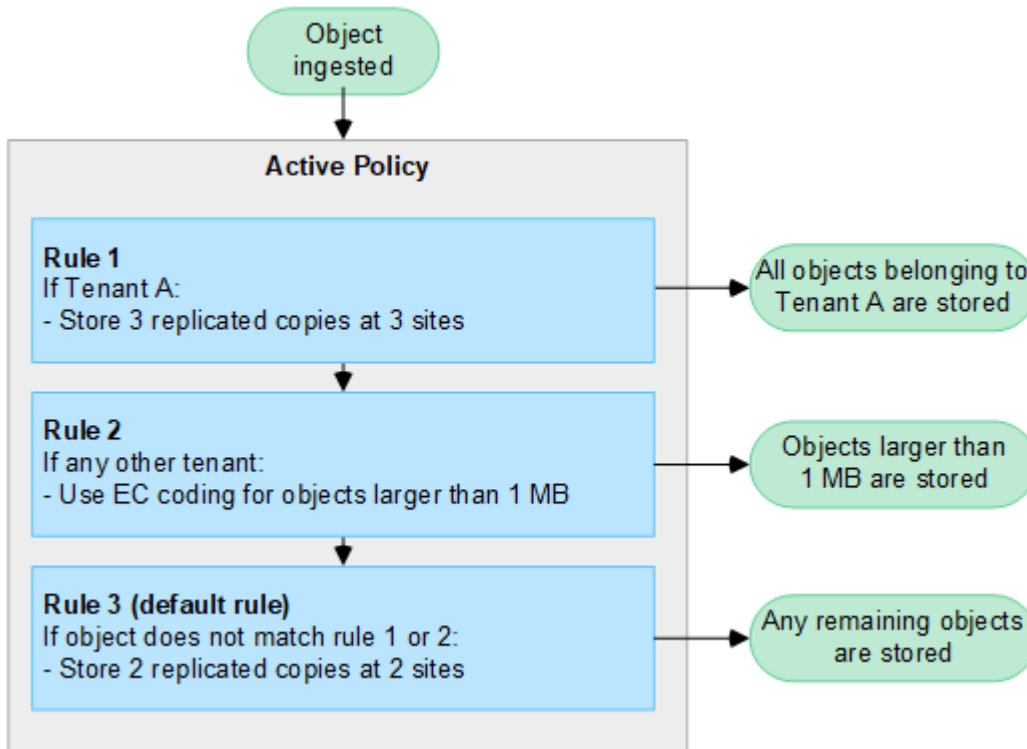 Object
ingested
Active Policy
Rule 1
If Tenant A:
- Store 3 replicated copies at 3 sites
All objects belonging to
Tenant A are stored
Rule 2
If any other tenant:
- Use EC coding for objects larger than 1 MB
Objects larger than
1 MB are stored
Rule 3 (default rule)
If object does not match rule 1 or 2:
- Store 2 replicated copies at 2 sites
Any remaining objects
are stored